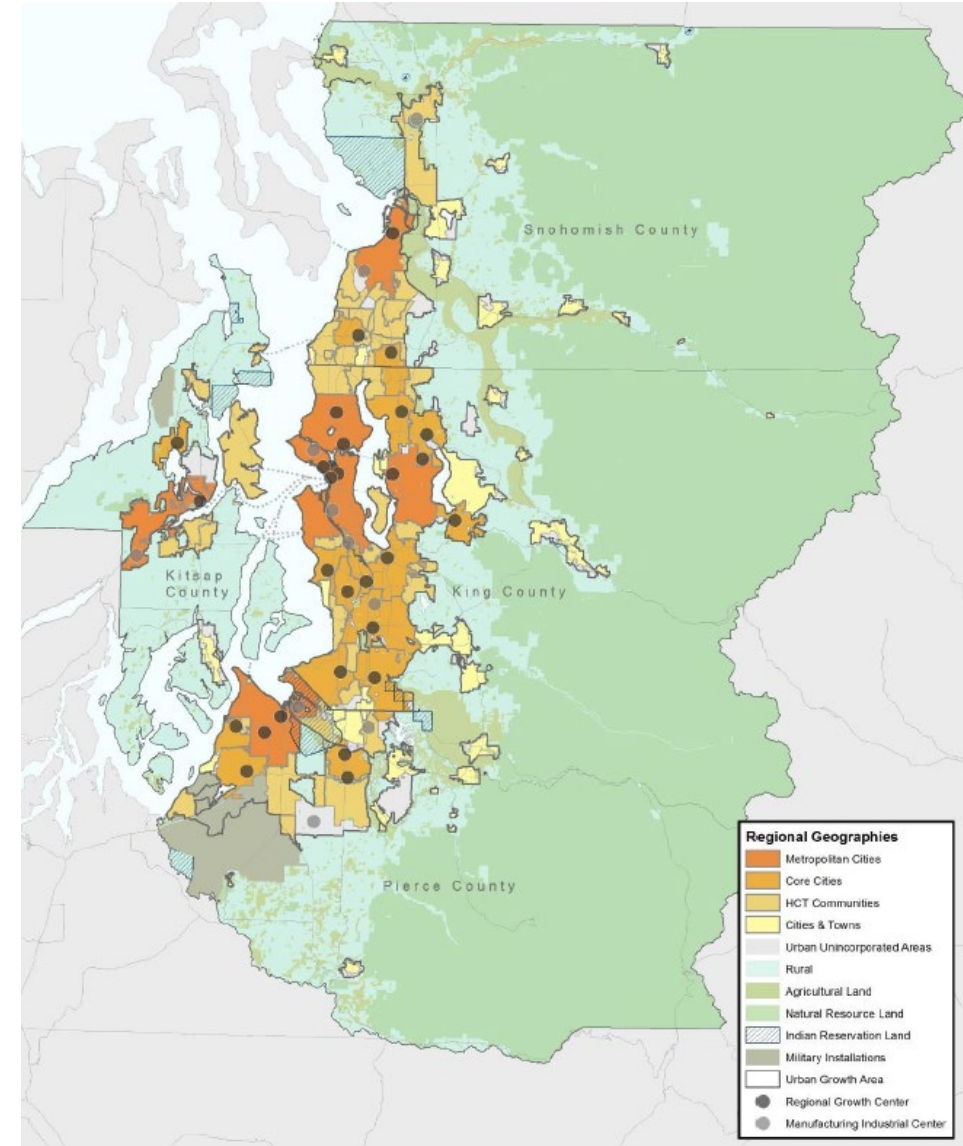 Snohomish County
Kitsap
County
King County
Pierce County
Regional Geographies
Metropolitan Cities
Core Cities
HCT Communities
Cities & Towns
Urban Unincorporated Areas
Rural
Agricultural Land
Natural Resource Land
Indian Reservation Land
Military Installations
Urban Growth Area
Regional Growth Center
Manufacturing Industrial Center